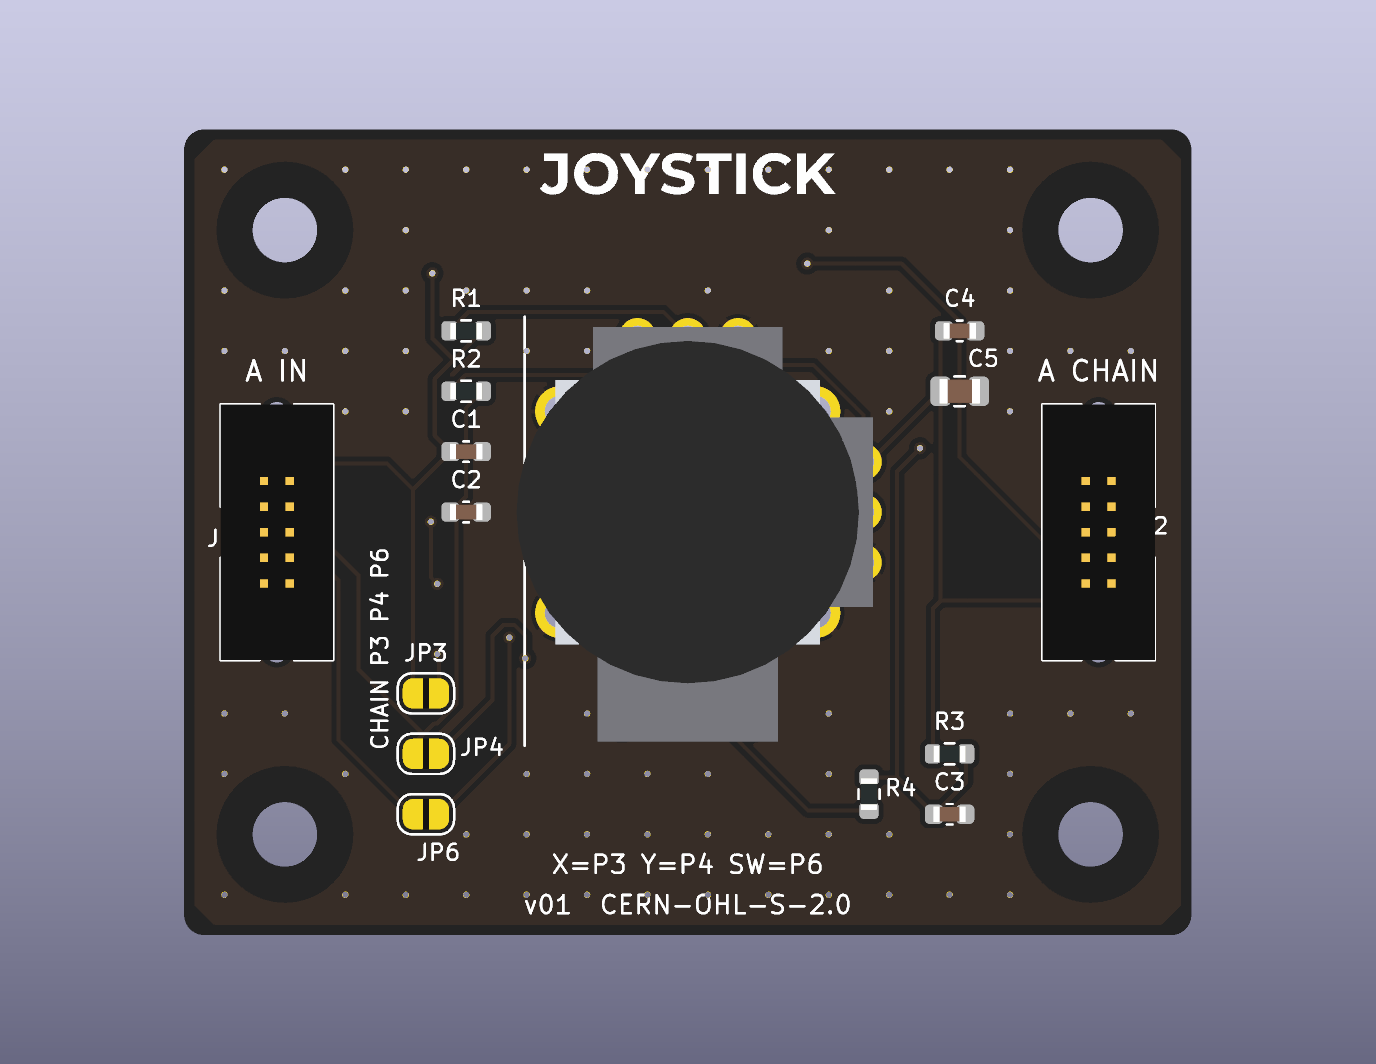 JOYSTICK
R1
C4
R2
C5
A IN
A CHAIN
C1
C2
J
2
CHAIN P3 P4 P6
JP3
R3
JP4
C3
R4
JP6
X=P3 Y=P4 SW=P6
v01 CERN-OHL-S-2.0